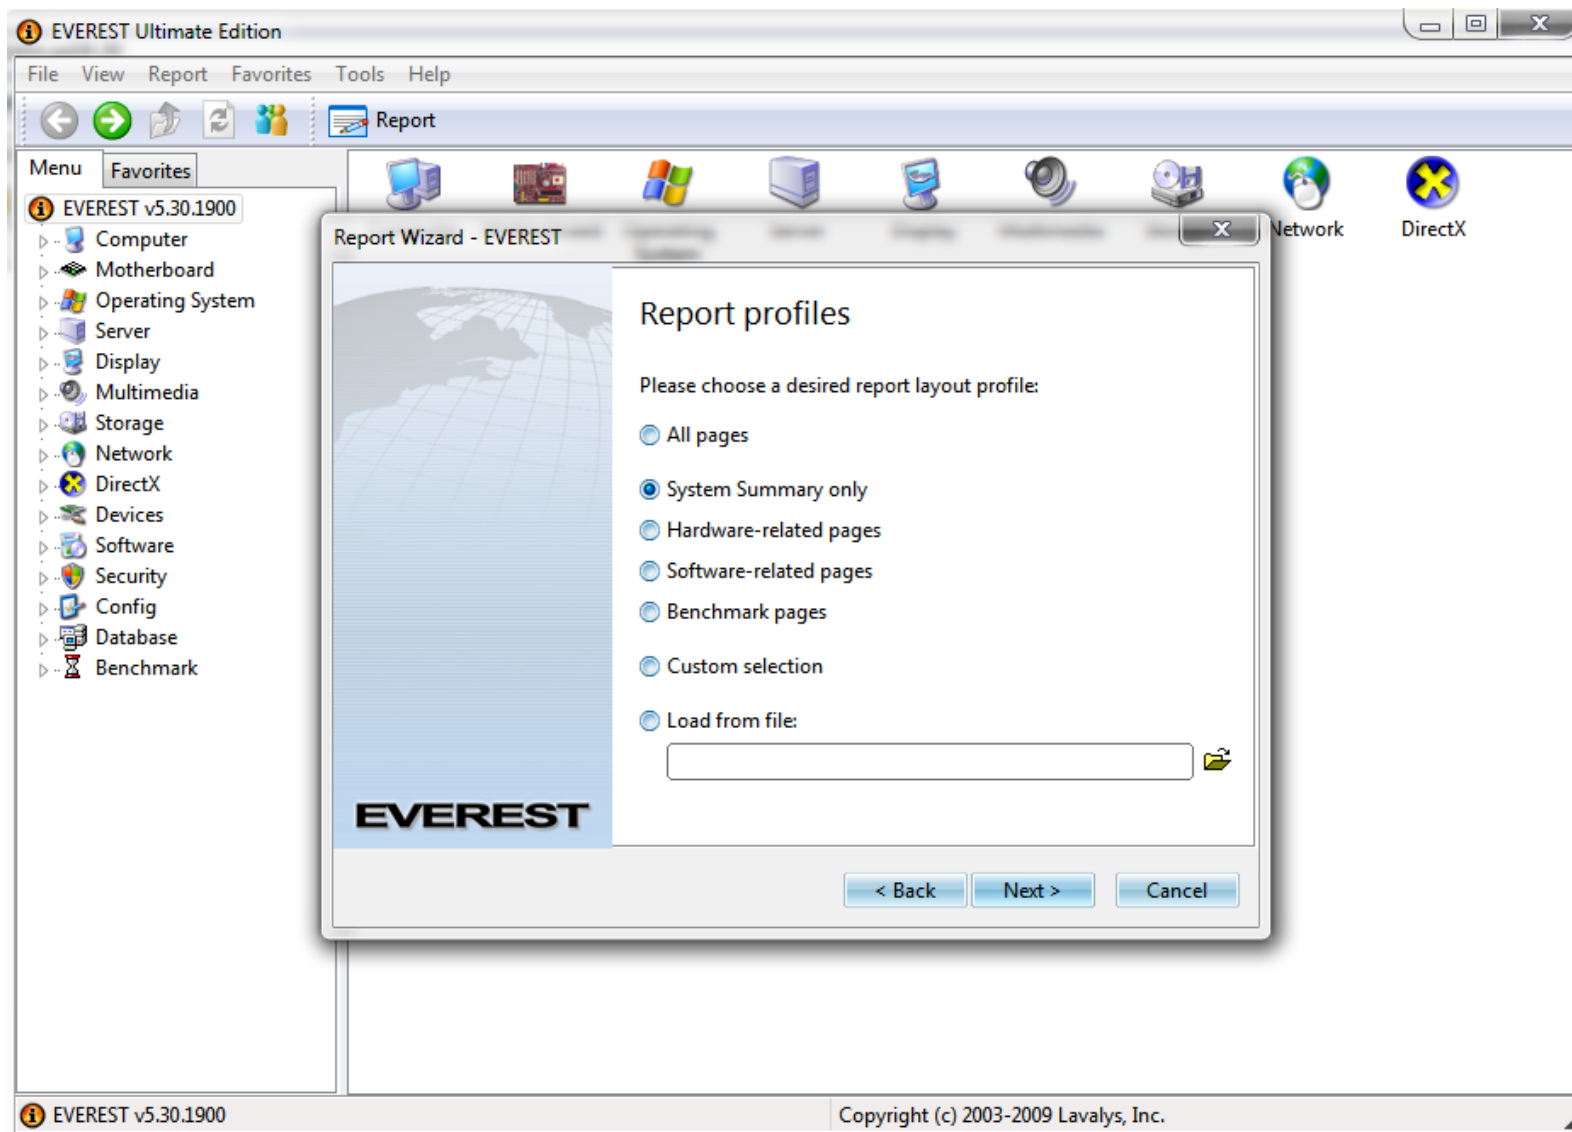 EVEREST Ultimate Edition
File View Report Favorites Tools Help
Report
Menu Favorites
EVEREST v5.30.1900
Computer
Motherboard
Operating System
Server
Display
Multimedia
Storage
Network
DirectX
Devices
Software
Security
Config
Database
Benchmark
Network DirectX
Report Wizard - EVEREST
Report profiles
Please choose a desired report layout profile:
All pages
System Summary only
Hardware-related pages
Software-related pages
Benchmark pages
Custom selection
Load from file:
EVEREST
< Back Next > Cancel
EVEREST v5.30.1900 Copyright (c) 2003-2009 Lavalys, Inc.